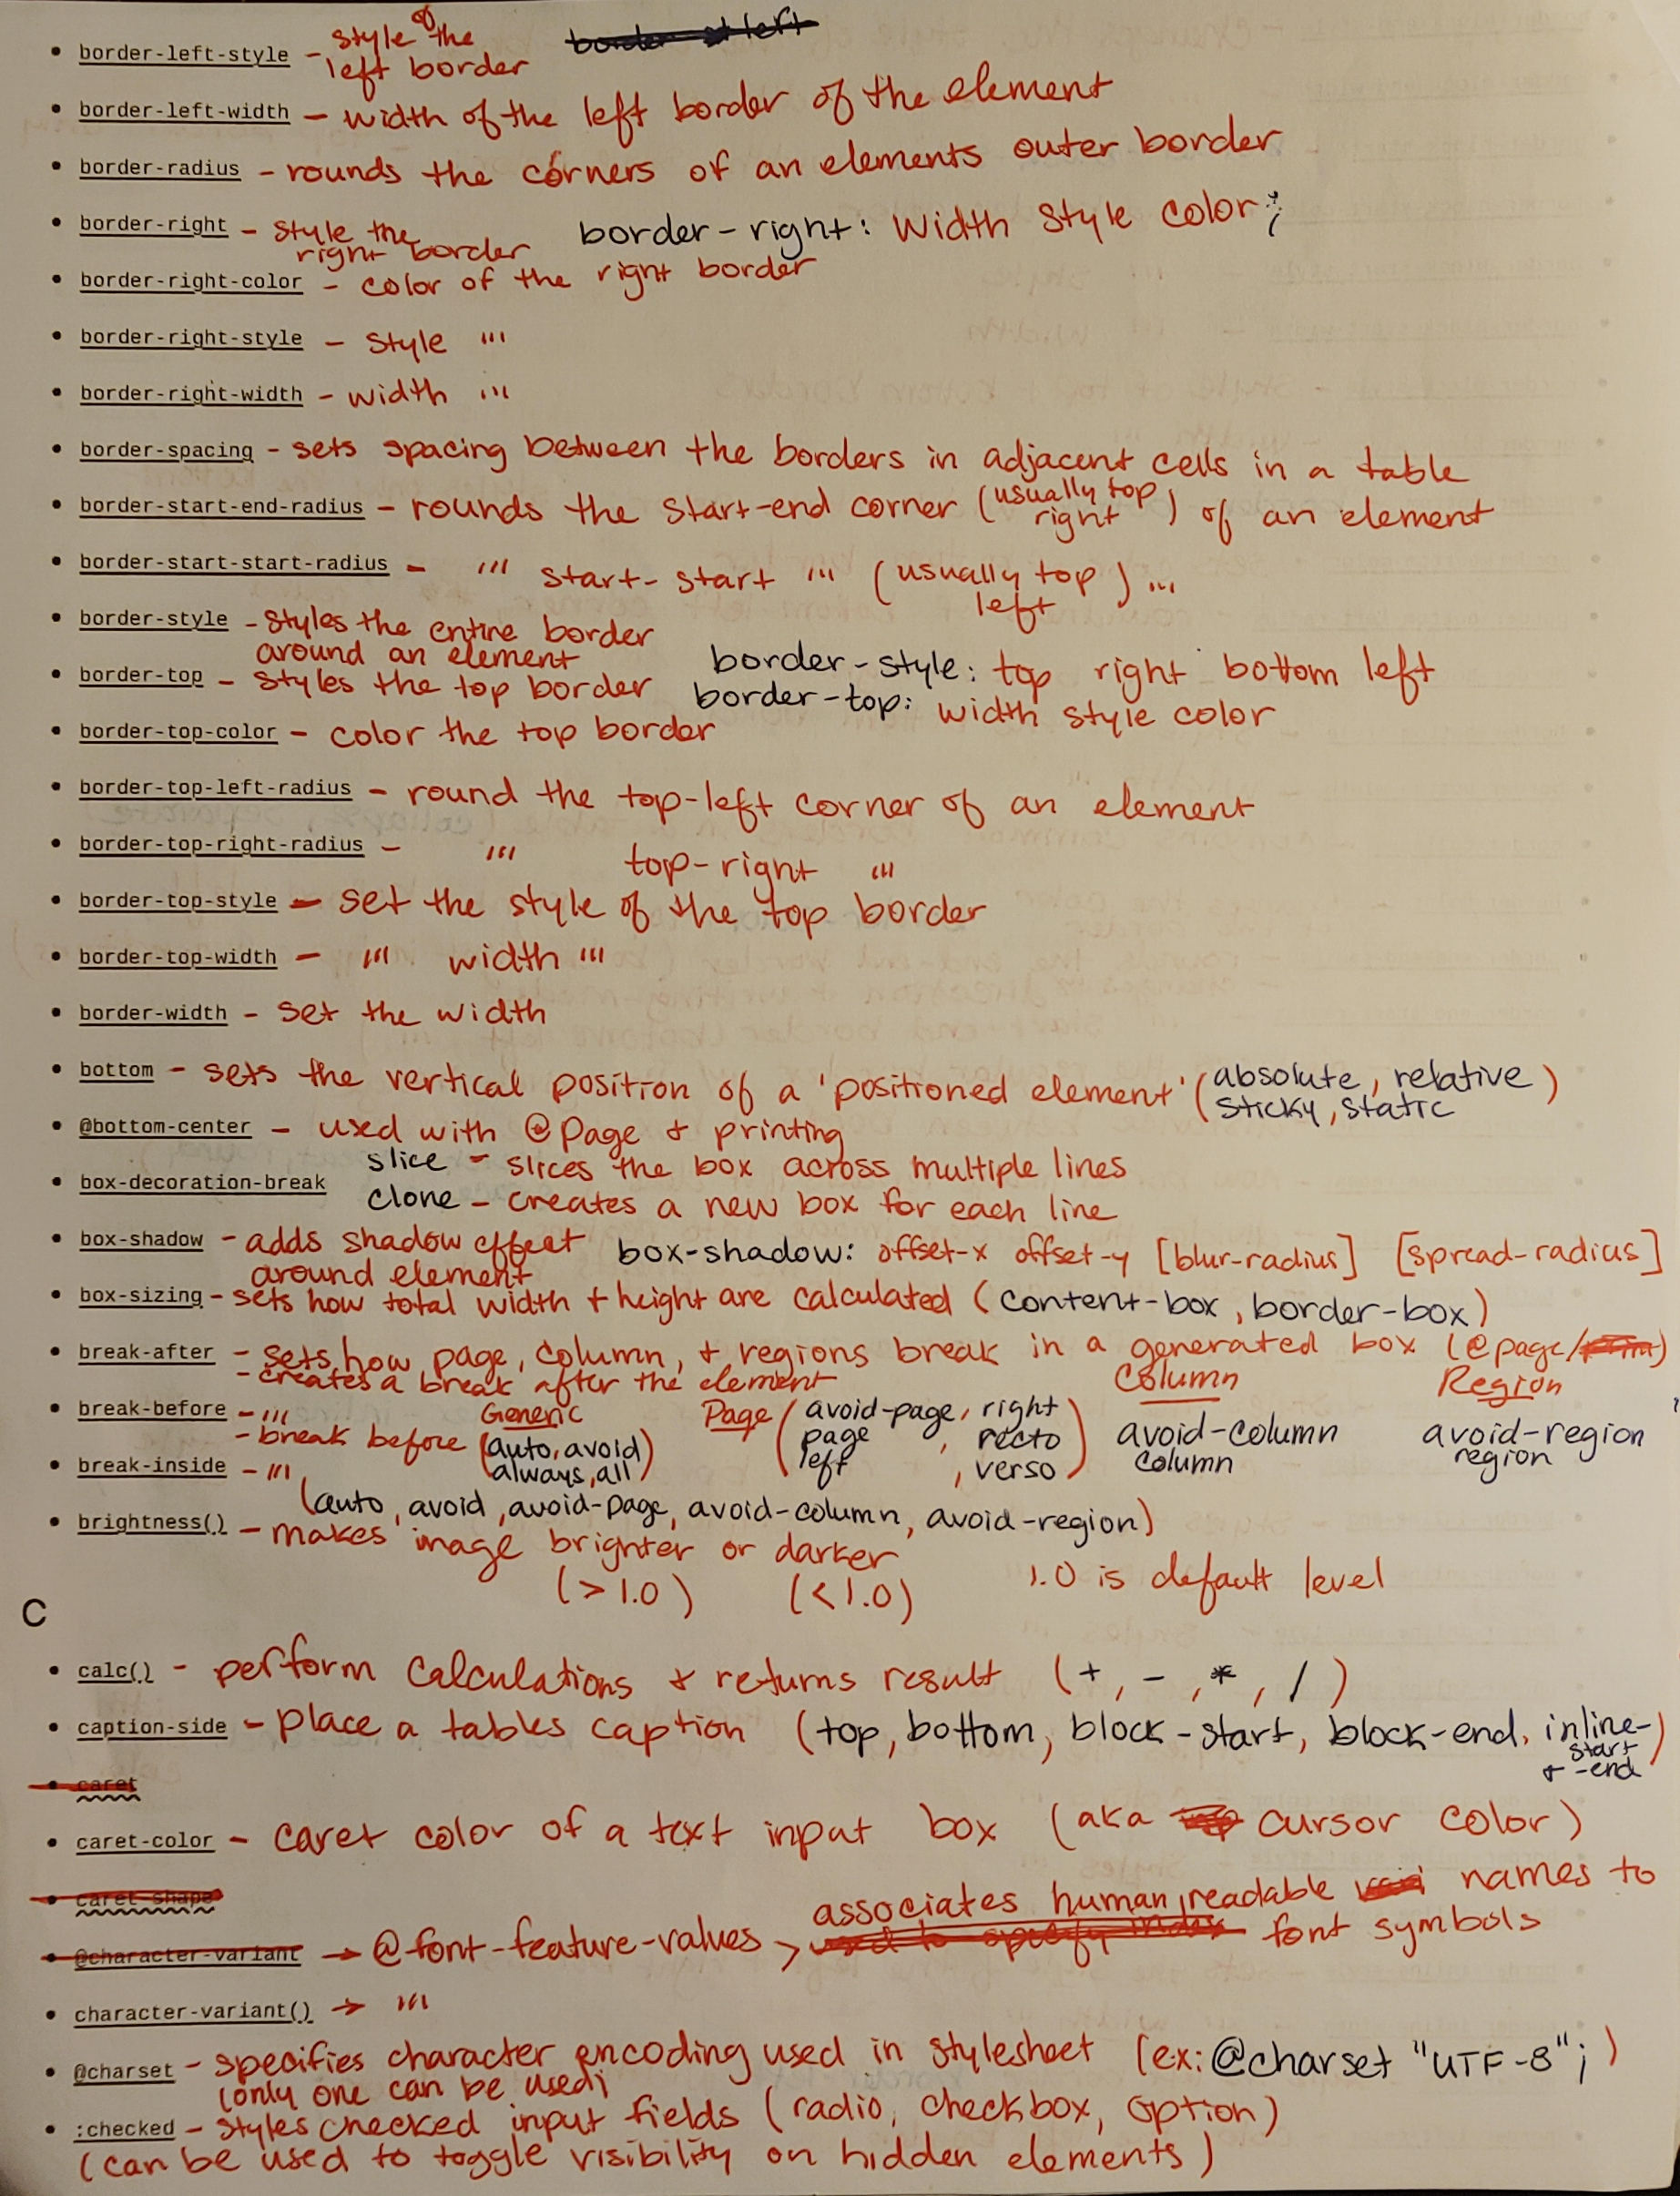 • border-left-style - style the
left border
• border-left-width - width of the left border of the element
• border-radius - rounds the corners of an elements outer border
• border-right - style the
right border border-right: width style color;
• border-right-color - color of the right border
• border-right-style - style "'
• border-right-width - width "'
• border-spacing - sets spacing between the borders in adjacent cells in a table
• border-start-end-radius - rounds the start-end corner (usually top
right) of an element
• border-start-start-radius - "' start-start "' (usually top
left) ...
• border-style - styles the entire border
around an element border-style: top right bottom left
• border-top - styles the top border border-top: width style color
• border-top-color - color the top border
• border-top-left-radius - round the top-left corner of an element
• border-top-right-radius - "' top-right "'
• border-top-style - set the style of the top border
• border-top-width - "' width "'
• border-width - set the width
• bottom - sets the vertical position of a 'positioned element' (absolute, relative
sticky, static)
• @bottom-center - used with @page + printing
slice - slices the box across multiple lines
• box-decoration-break
clone - creates a new box for each line
• box-shadow - adds shadow effect
around element box-shadow: offset-x offset-y [blur-radius] [spread-radius]
• box-sizing - sets how total width + height are calculated (content-box, border-box)
• break-after - sets how page, column, + regions break in a generated box (@page/)
- creates a break after the element
Generic Page Column Region
• break-before - "'
- break before (auto, avoid
always, all) (avoid-page, right
page, recto
left, verso) avoid-column
column avoid-region
region
• break-inside - "'
(auto, avoid, avoid-page, avoid-column, avoid-region)
• brightness() - makes image brighter or darker
(>1.0) (<1.0) 1.0 is default level
C
• calc() - perform calculations + returns result (+, -, *, /)
• caption-side - place a tables caption (top, bottom, block-start, block-end, inline-
start
+ -end)
• caret
• caret-color - caret color of a text input box (aka cursor color)
• caret-shape
associates human readable names to
• @character-variant → @font-feature-values > font symbols
• character-variant() → "'
• @charset - specifies character encoding used in stylesheet (ex: @charset "UTF-8"; )
(only one can be used)
• :checked - styles checked input fields (radio, checkbox, option)
(can be used to toggle visibility on hidden elements)